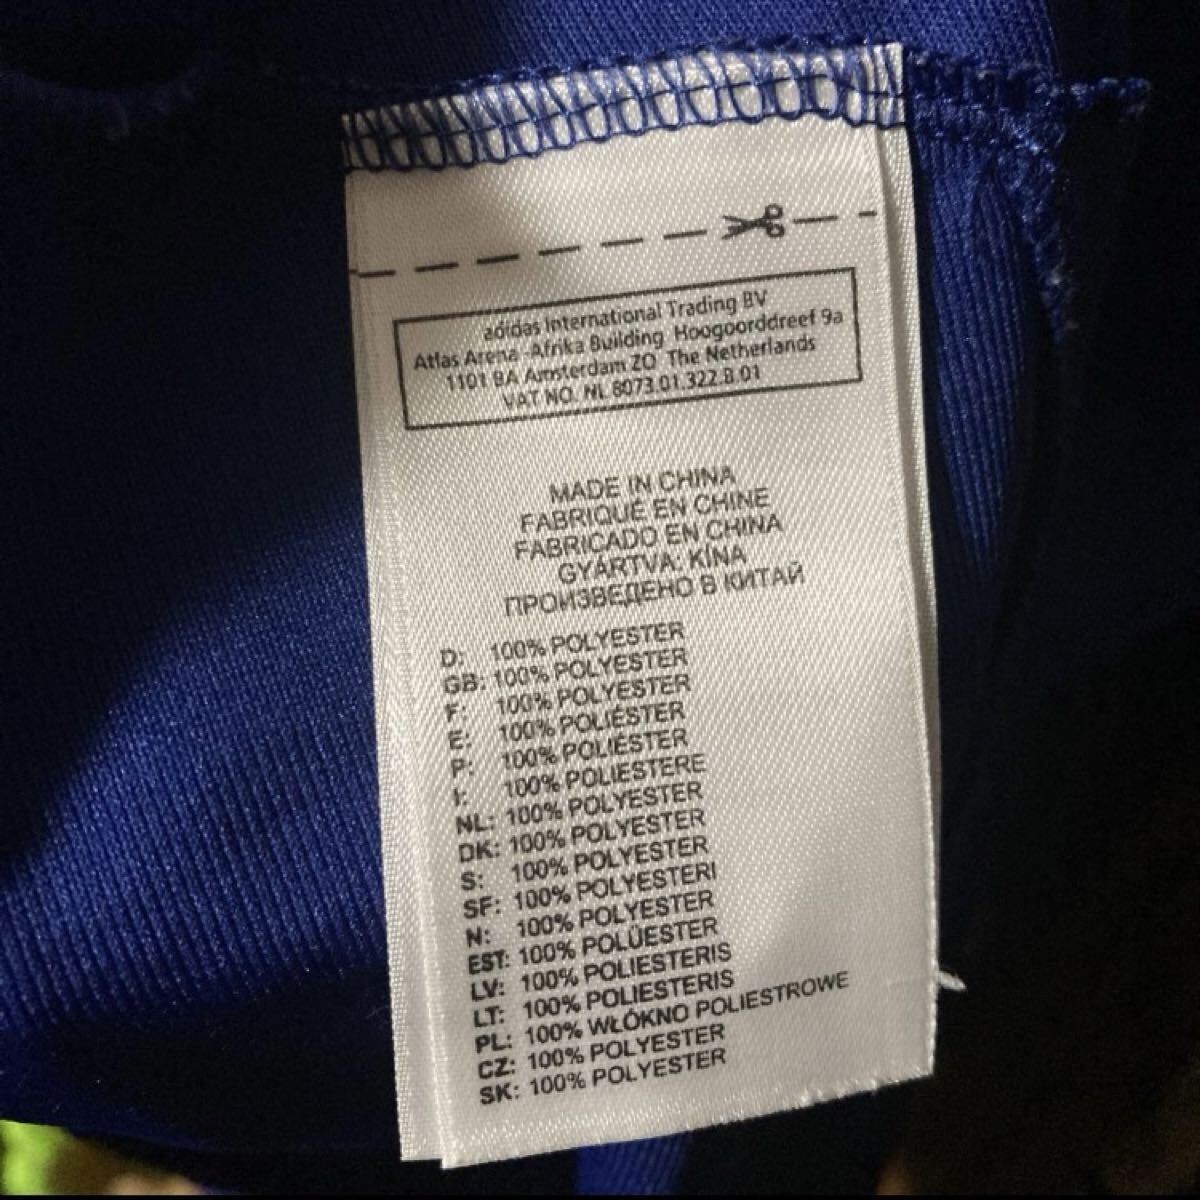 adidas International Trading BV
Atlas Arena -Afrika Building Hoogoorddreef 9a
1101 BA Amsterdam ZO The Netherlands
VAT NO. NL 8073.01.322.B.01
MADE IN CHINA
FABRIQUÉ EN CHINE
FABRICADO EN CHINA
GYÁRTVA: KÍNA
ПРОИЗВЕДЕНО В КИТАЙ
D: 100% POLYESTER
GB: 100% POLYESTER
F: 100% POLYESTER
E: 100% POLIÉSTER
P: 100% POLIÉSTER
I: 100% POLIESTERE
NL: 100% POLYESTER
DK: 100% POLYESTER
S: 100% POLYESTER
SF: 100% POLYESTERI
N: 100% POLYESTER
EST: 100% POLÜESTER
LV: 100% POLIESTERIS
LT: 100% POLIESTERIS
PL: 100% WŁÓKNO POLIESTROWE
CZ: 100% POLYESTER
SK: 100% POLYESTER